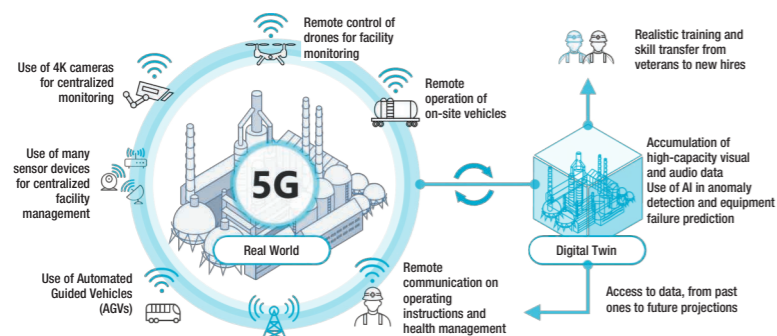 Remote control of
drones for facility
monitoring
Use of 4K cameras
for centralized
monitoring
Remote
operation of
on-site vehicles
Use of many
sensor devices
for centralized
facility
management
5G
Real World
Use of Automated
Guided Vehicles
(AGVs)
Remote
communication on
operating
instructions and
health management
Realistic training and
skill transfer from
veterans to new hires
Accumulation of
high-capacity visual
and audio data
Use of AI in anomaly
detection and equipment
failure prediction
Digital Twin
Access to data, from past
ones to future projections